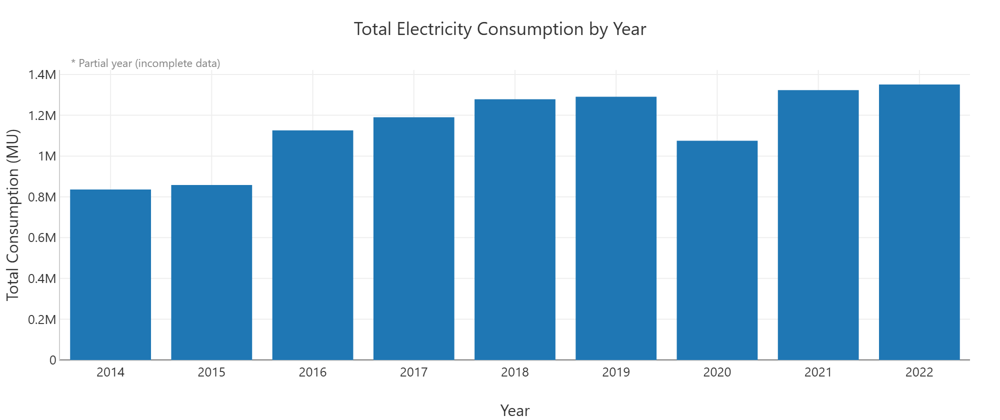 Total Electricity Consumption by Year
* Partial year (incomplete data)
1.4M
1.2M
1M
0.8M
0.6M
0.4M
0.2M
0
Total Consumption (MU)
2014 2015 2016 2017 2018 2019 2020 2021 2022
Year